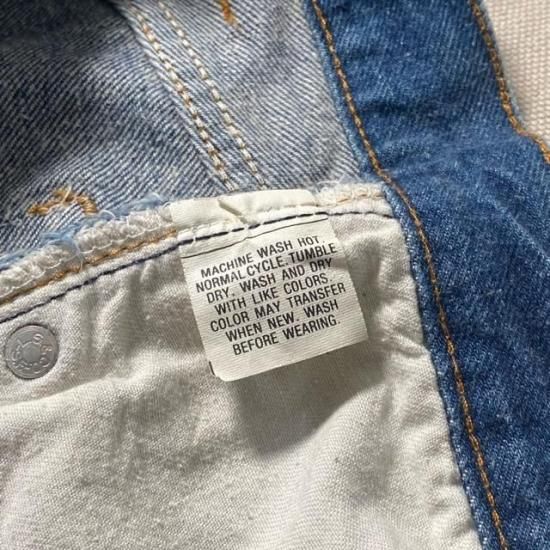 MACHINE WASH HOT,
NORMAL CYCLE. TUMBLE
DRY. WASH AND DRY
WITH LIKE COLORS.
COLOR MAY TRANSFER
WHEN NEW. WASH
BEFORE WEARING.